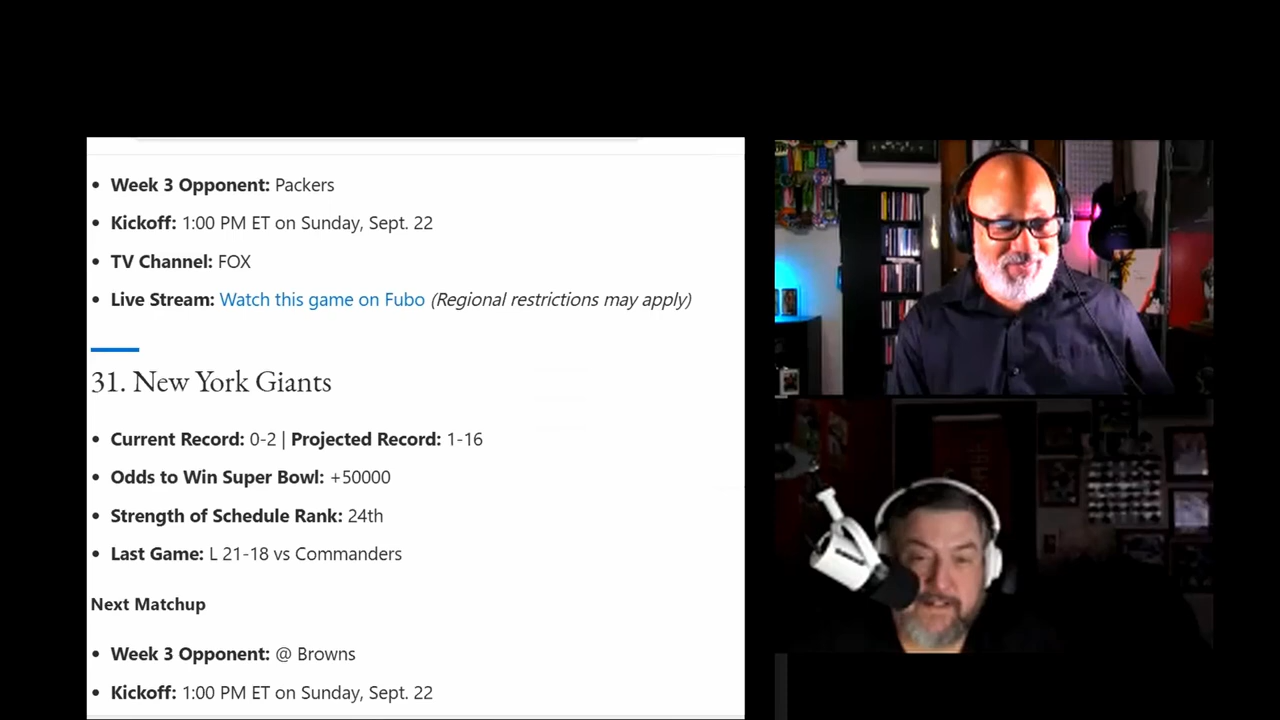 • Week 3 Opponent: Packers
• Kickoff: 1:00 PM ET on Sunday, Sept. 22
• TV Channel: FOX
• Live Stream: Watch this game on Fubo (Regional restrictions may apply)
31. New York Giants
• Current Record: 0-2 | Projected Record: 1-16
• Odds to Win Super Bowl: +50000
• Strength of Schedule Rank: 24th
• Last Game: L 21-18 vs Commanders
Next Matchup
• Week 3 Opponent: @ Browns
• Kickoff: 1:00 PM ET on Sunday, Sept. 22